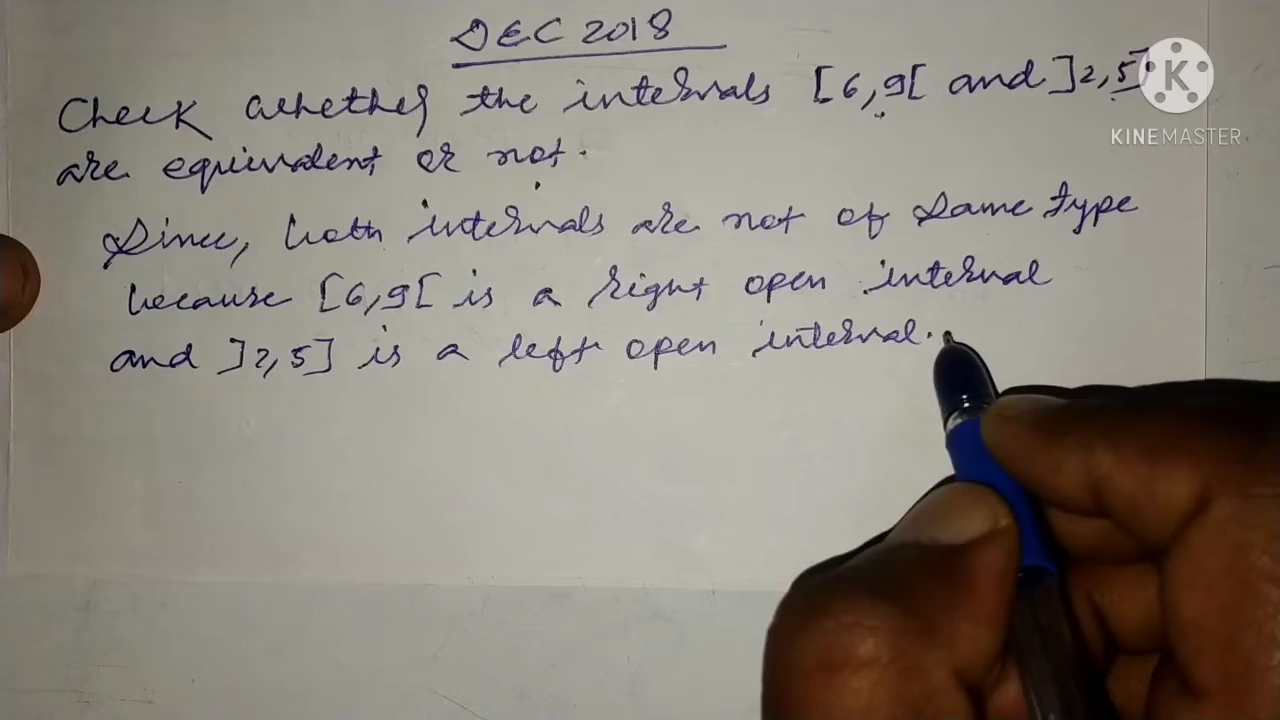 DEC 2018
Check whether the intervals [6,9[ and ]2,5]
KINEMASTER
are equivalent or not.
Since, both intervals are not of same type
because [6,9[ is a right open interval
and ]2,5] is a left open interval.